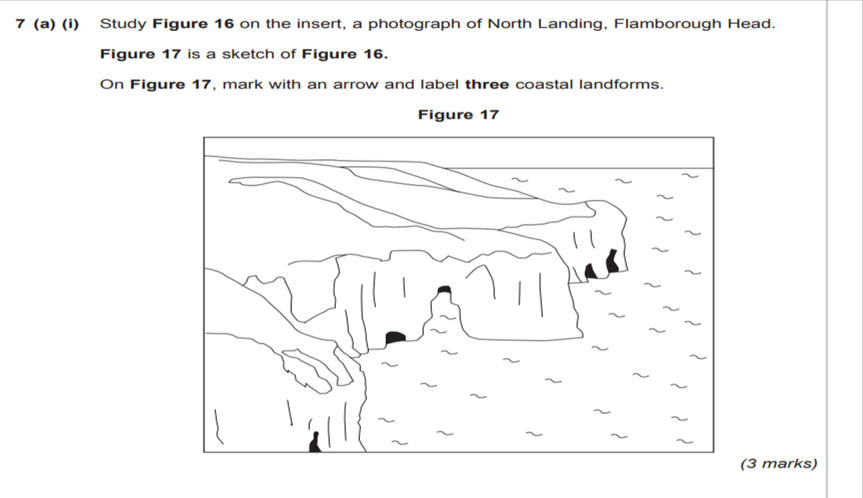 7 (a) (i) Study Figure 16 on the insert, a photograph of North Landing, Flamborough Head.
Figure 17 is a sketch of Figure 16.
On Figure 17, mark with an arrow and label three coastal landforms.
Figure 17
(3 marks)